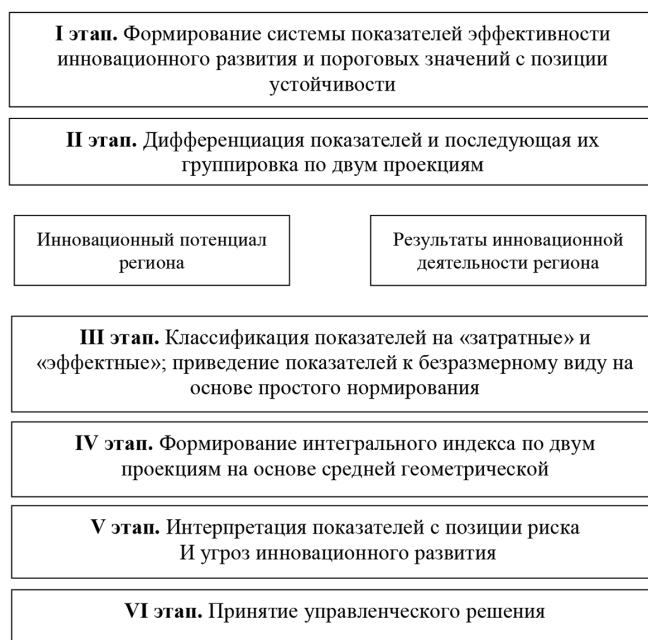 I этап. Формирование системы показателей эффективности
инновационного развития и пороговых значений с позиции
устойчивости
II этап. Дифференциация показателей и последующая их
группировка по двум проекциям
Инновационный потенциал
региона
Результаты инновационной
деятельности региона
III этап. Классификация показателей на «затратные» и
«эффектные»; приведение показателей к безразмерному виду на
основе простого нормирования
IV этап. Формирование интегрального индекса по двум
проекциям на основе средней геометрической
V этап. Интерпретация показателей с позиции риска
И угроз инновационного развития
VI этап. Принятие управленческого решения